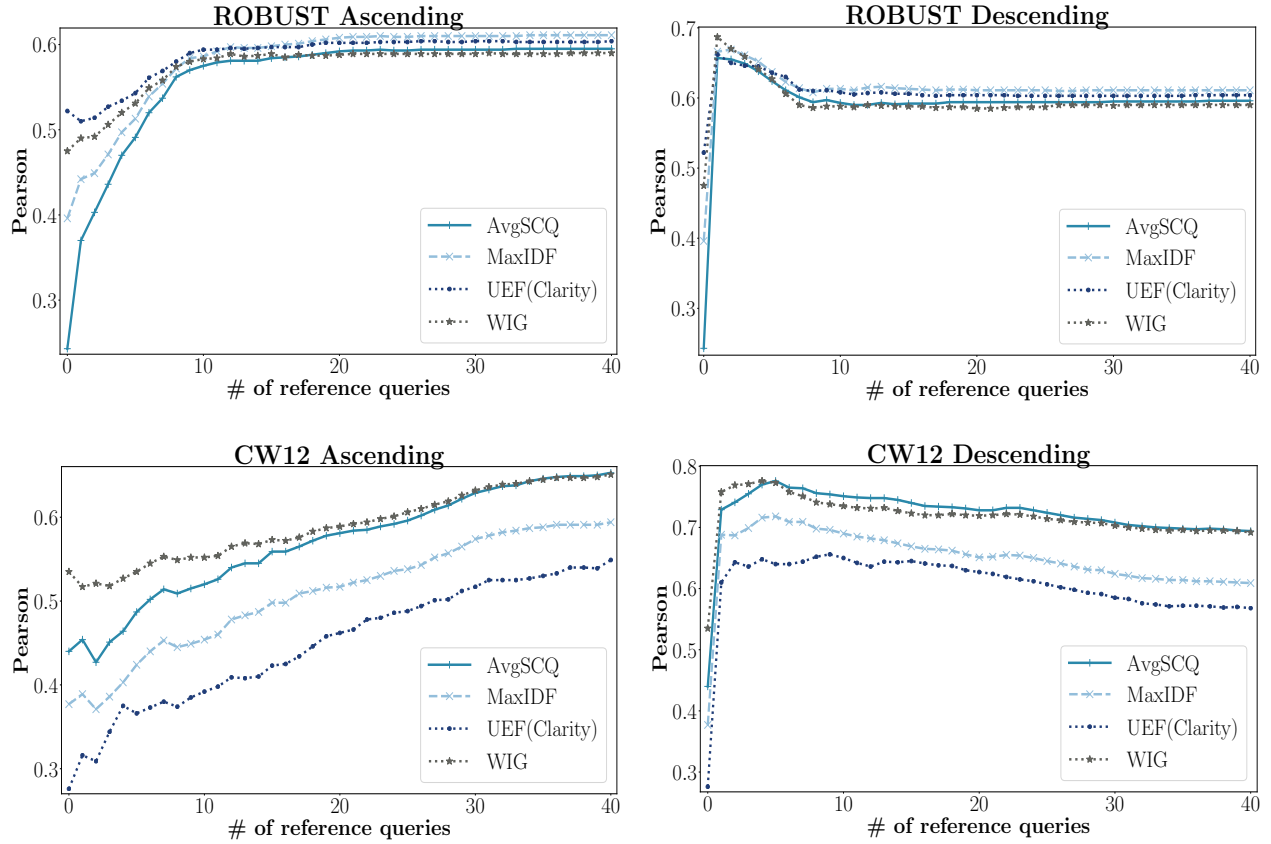 ROBUST Ascending
0.6
0.5
0.4
0.3
Pearson
AvgSCQ
MaxIDF
UEF(Clarity)
WIG
0 10 20 30 40
# of reference queries
ROBUST Descending
0.7
0.6
0.5
0.4
0.3
Pearson
AvgSCQ
MaxIDF
UEF(Clarity)
WIG
0 10 20 30 40
# of reference queries
CW12 Ascending
0.6
0.5
0.4
0.3
Pearson
AvgSCQ
MaxIDF
UEF(Clarity)
WIG
0 10 20 30 40
# of reference queries
CW12 Descending
0.8
0.7
0.6
0.5
0.4
0.3
Pearson
AvgSCQ
MaxIDF
UEF(Clarity)
WIG
0 10 20 30 40
# of reference queries